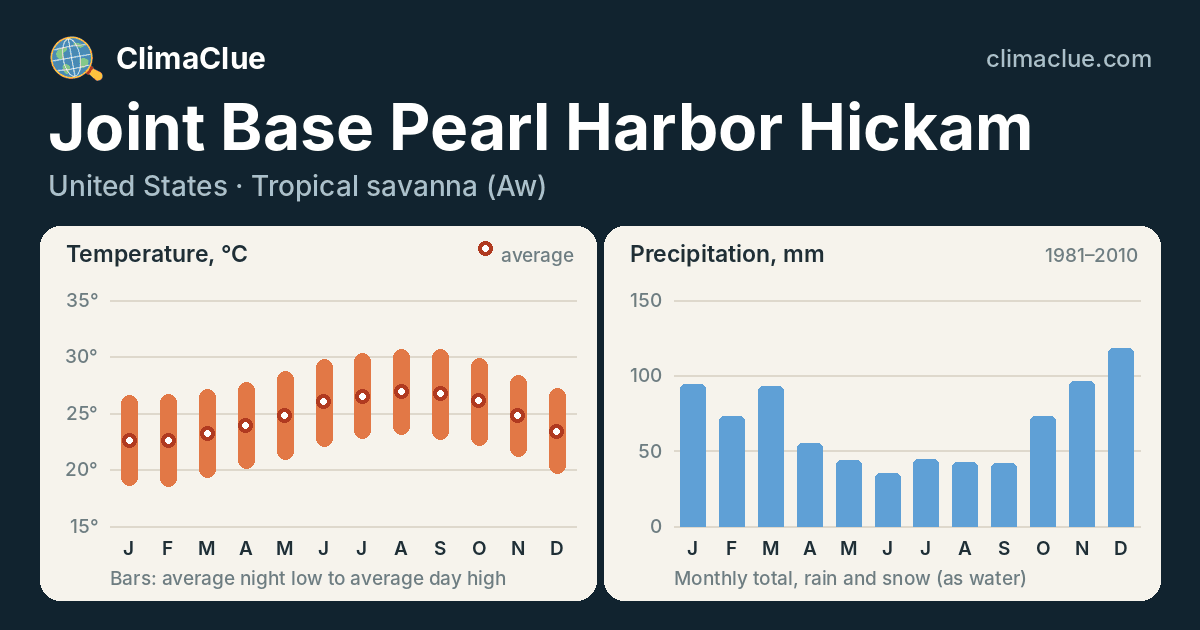 ClimaClue
climaclue.com
Joint Base Pearl Harbor Hickam
United States · Tropical savanna (Aw)
Temperature, °C
average
35°
30°
25°
20°
15°
J F M A M J J A S O N D
Bars: average night low to average day high
Precipitation, mm
1981–2010
150
100
50
0
J F M A M J J A S O N D
Monthly total, rain and snow (as water)